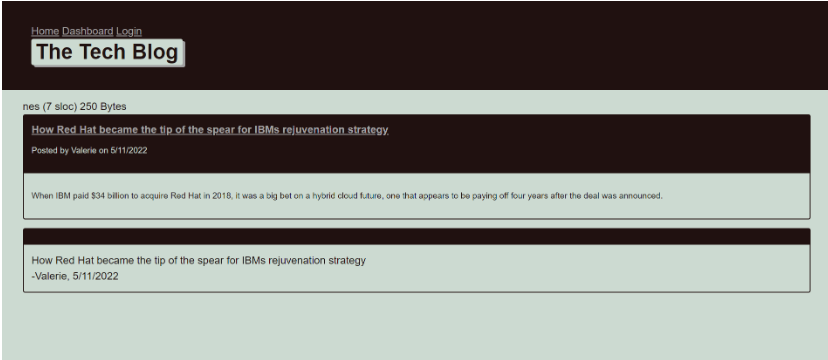 Home Dashboard Login
The Tech Blog
nes (7 sloc) 250 Bytes
How Red Hat became the tip of the spear for IBMs rejuvenation strategy
Posted by Valerie on 5/11/2022
When IBM paid $34 billion to acquire Red Hat in 2018, it was a big bet on a hybrid cloud future, one that appears to be paying off four years after the deal was announced.
How Red Hat became the tip of the spear for IBMs rejuvenation strategy
-Valerie, 5/11/2022